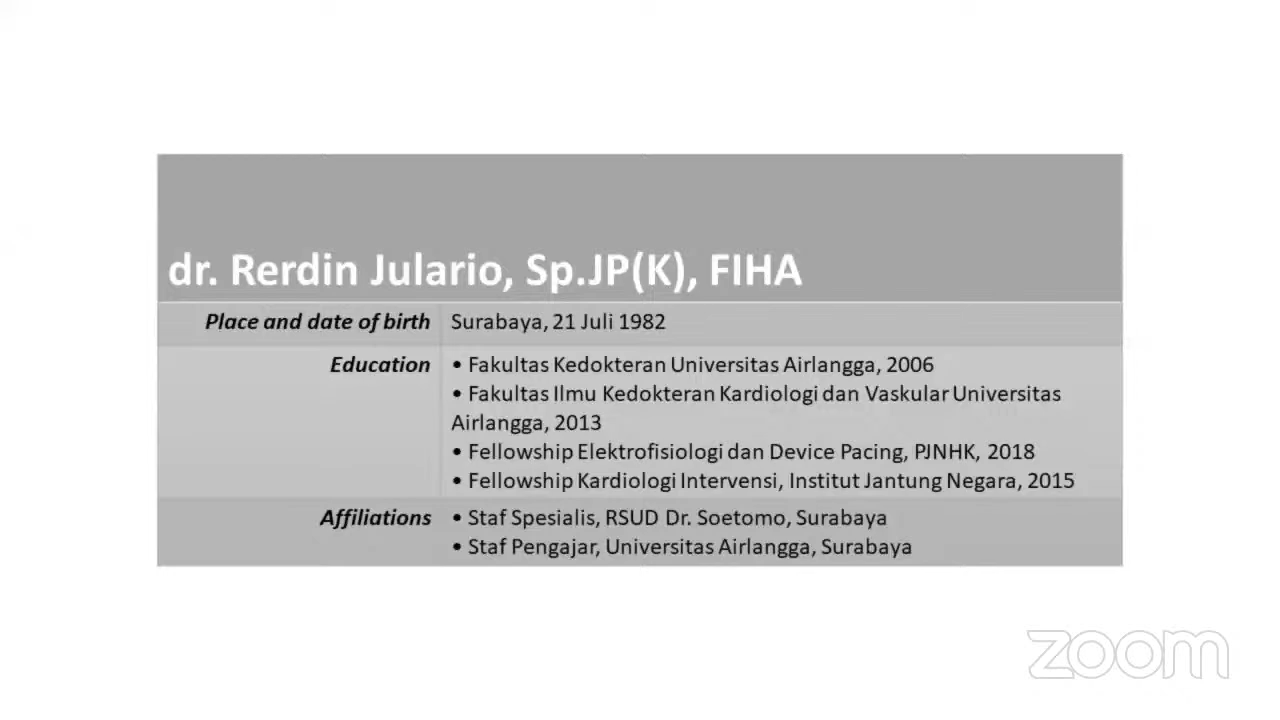 dr. Rerdin Julario, Sp.JP(K), FIHA
Place and date of birth
Surabaya, 21 Juli 1982
Education
• Fakultas Kedokteran Universitas Airlangga, 2006
• Fakultas Ilmu Kedokteran Kardiologi dan Vaskular Universitas
Airlangga, 2013
• Fellowship Elektrofisiologi dan Device Pacing, PJNHK, 2018
• Fellowship Kardiologi Intervensi, Institut Jantung Negara, 2015
Affiliations
• Staf Spesialis, RSUD Dr. Soetomo, Surabaya
• Staf Pengajar, Universitas Airlangga, Surabaya
zoom